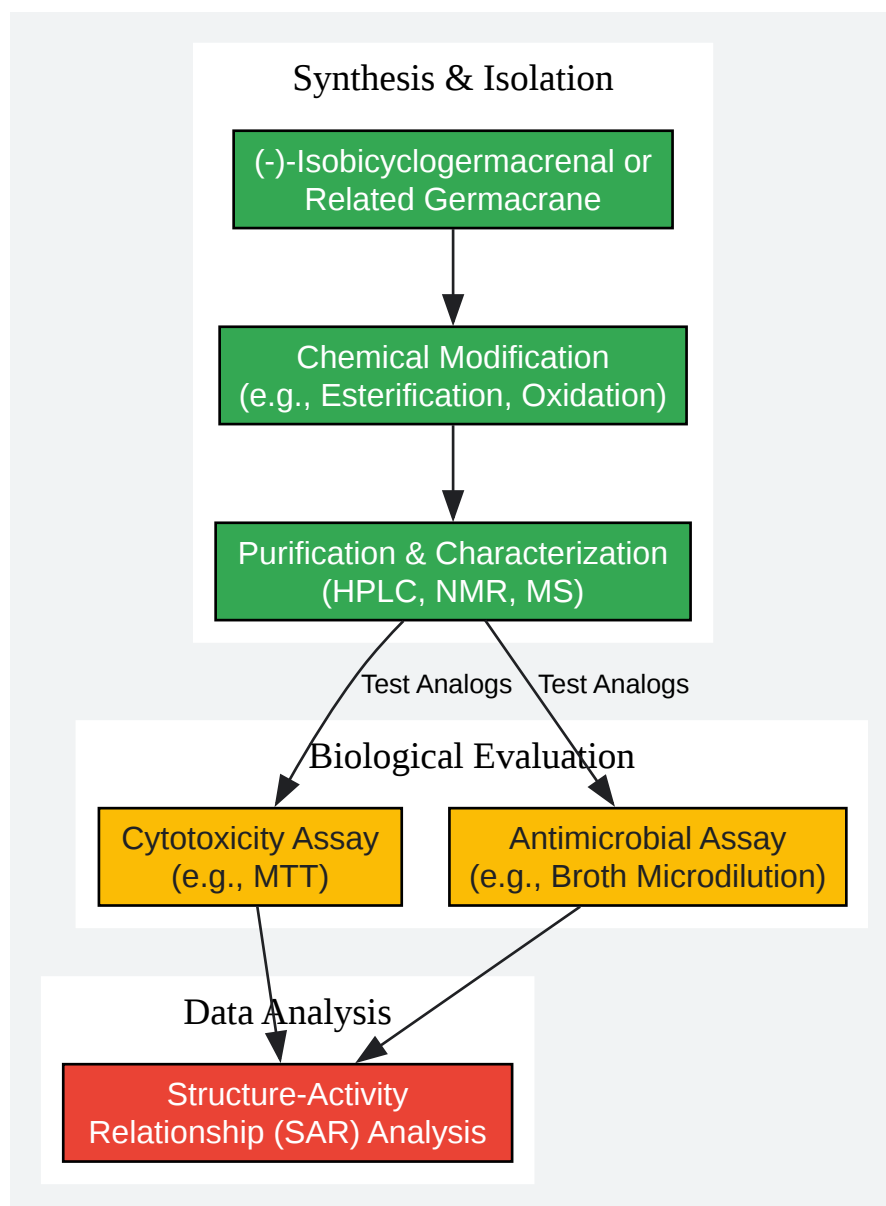 Synthesis & Isolation
(-)-Isobicyclogermacrenal or
Related Germacrane
Chemical Modification
(e.g., Esterification, Oxidation)
Purification & Characterization
(HPLC, NMR, MS)
Test Analogs
Test Analogs
Biological Evaluation
Cytotoxicity Assay
(e.g., MTT)
Antimicrobial Assay
(e.g., Broth Microdilution)
Data Analysis
Structure-Activity
Relationship (SAR) Analysis